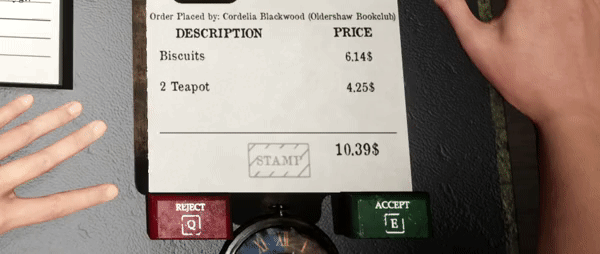 Order Placed by: Cordelia Blackwood (Oldershaw Bookclub)
DESCRIPTION PRICE
Biscuits 6.14$
2 Teapot 4.25$
10.39$
STAMP
REJECT ACCEPT
Q E
XII